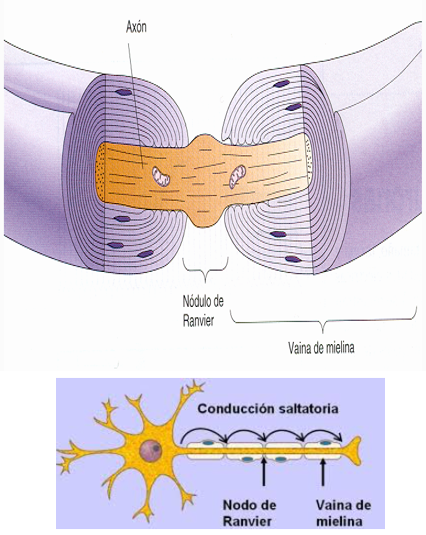 Axón
Nódulo de
Ranvier
Vaina de mielina
Conducción saltatoria
Nodo de
Ranvier
Vaina de
mielina